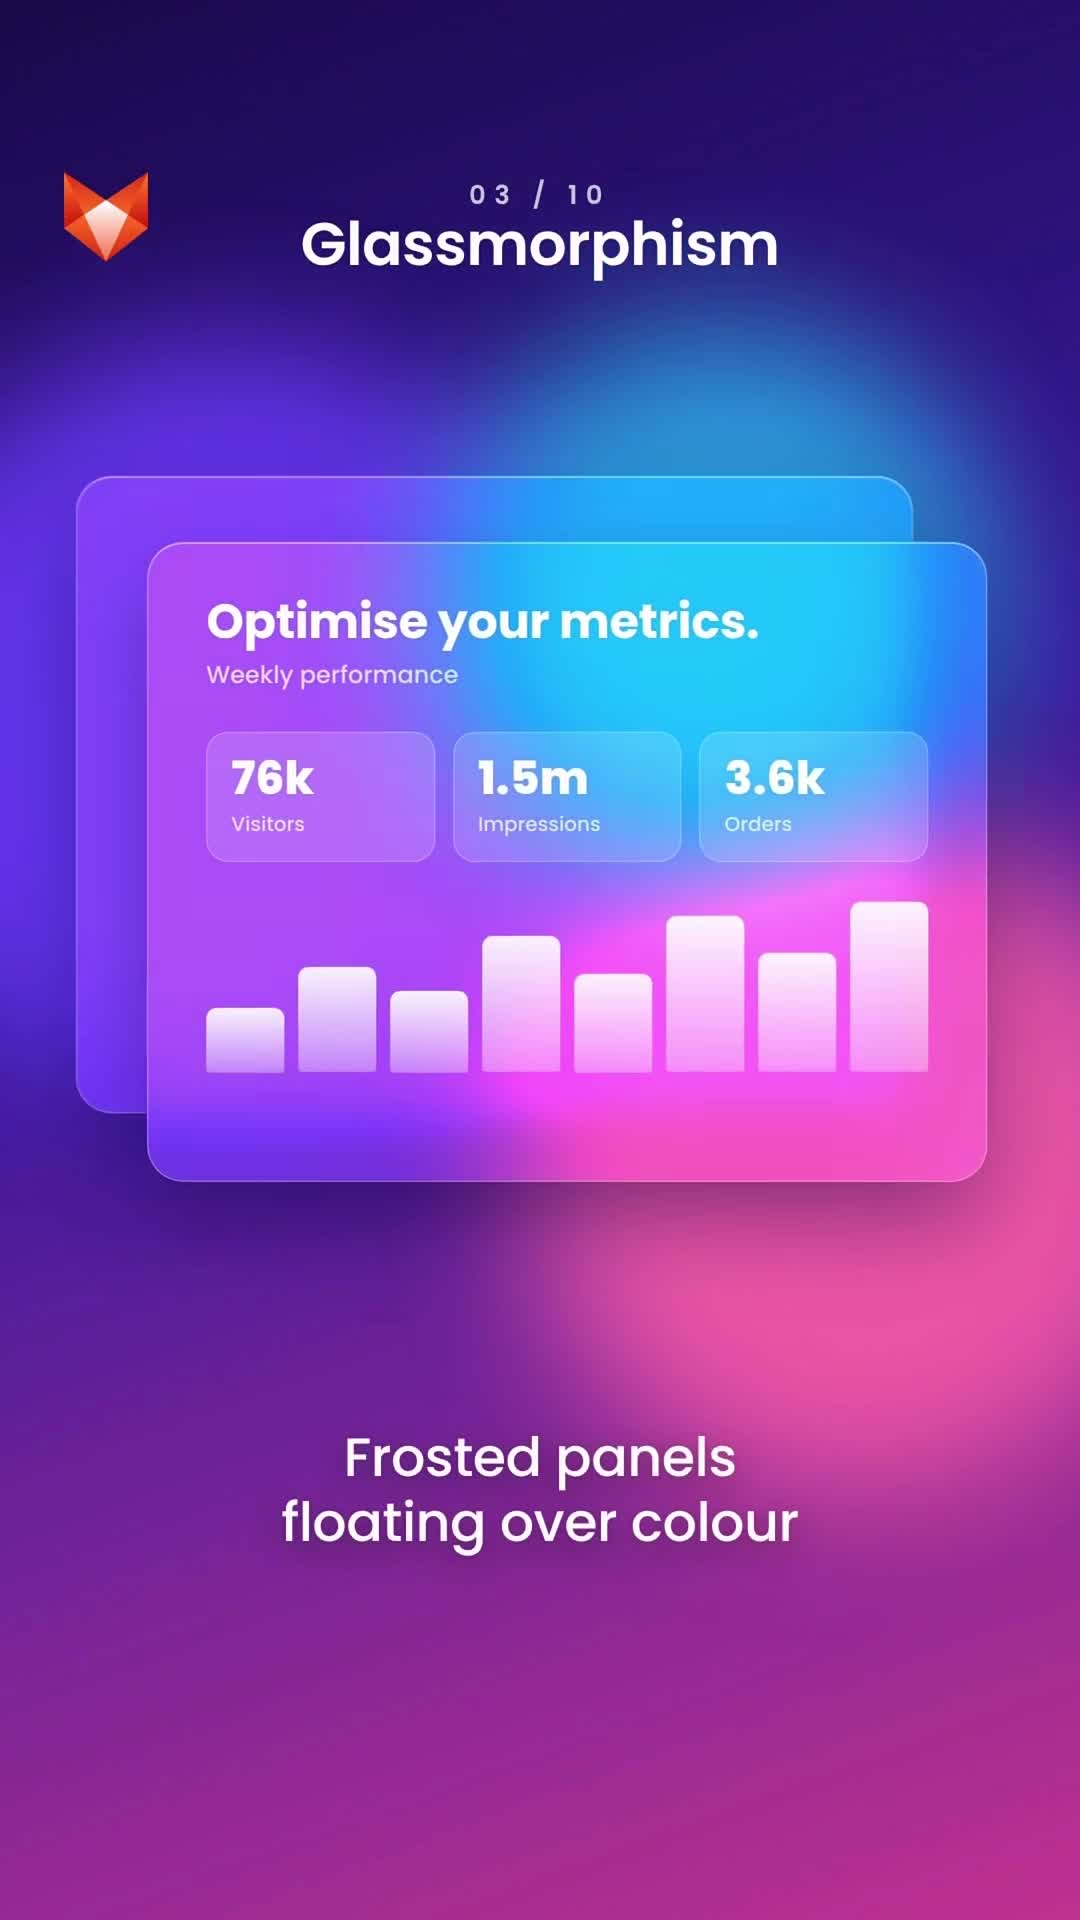 03 / 10
Glassmorphism
Optimise your metrics.
Weekly performance
76k
Visitors
1.5m
Impressions
3.6k
Orders
Frosted panels
floating over colour